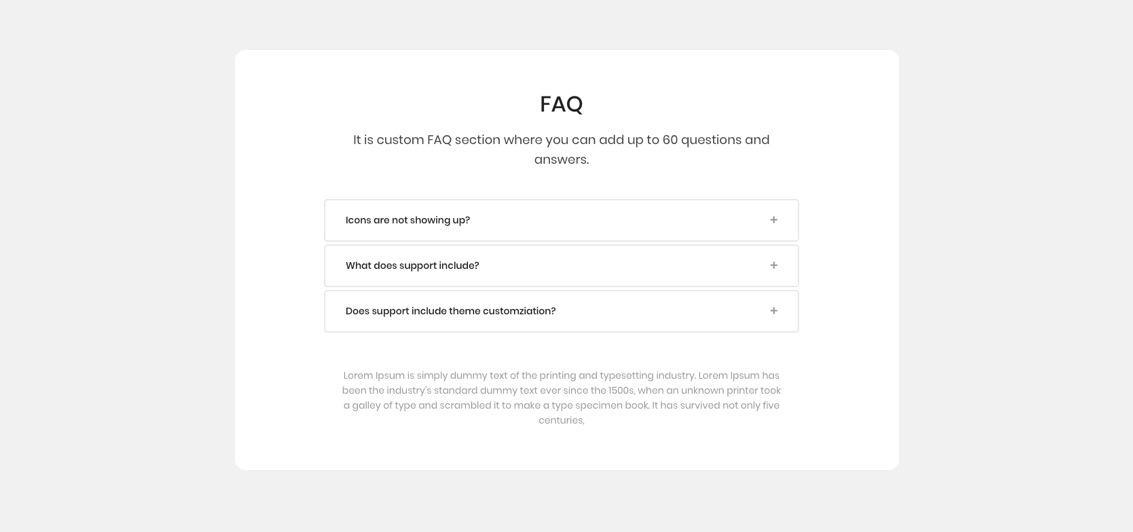 FAQ
It is custom FAQ section where you can add up to 60 questions and
answers.
Icons are not showing up?
What does support include?
Does support include theme customziation?
Lorem Ipsum is simply dummy text of the printing and typesetting industry. Lorem Ipsum has
been the industry's standard dummy text ever since the 1500s, when an unknown printer took
a galley of type and scrambled it to make a type specimen book. It has survived not only five
centuries,